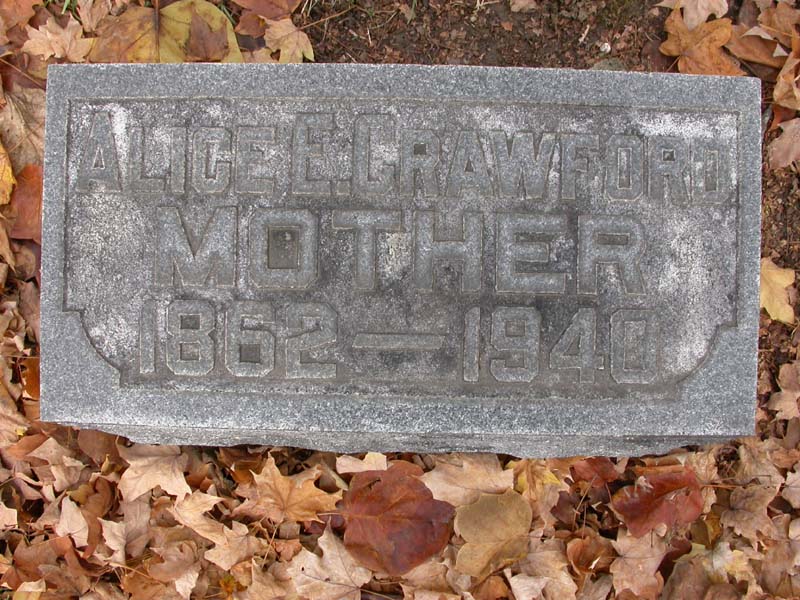 ALICE E. CRAWFORD
MOTHER
1862 — 1940